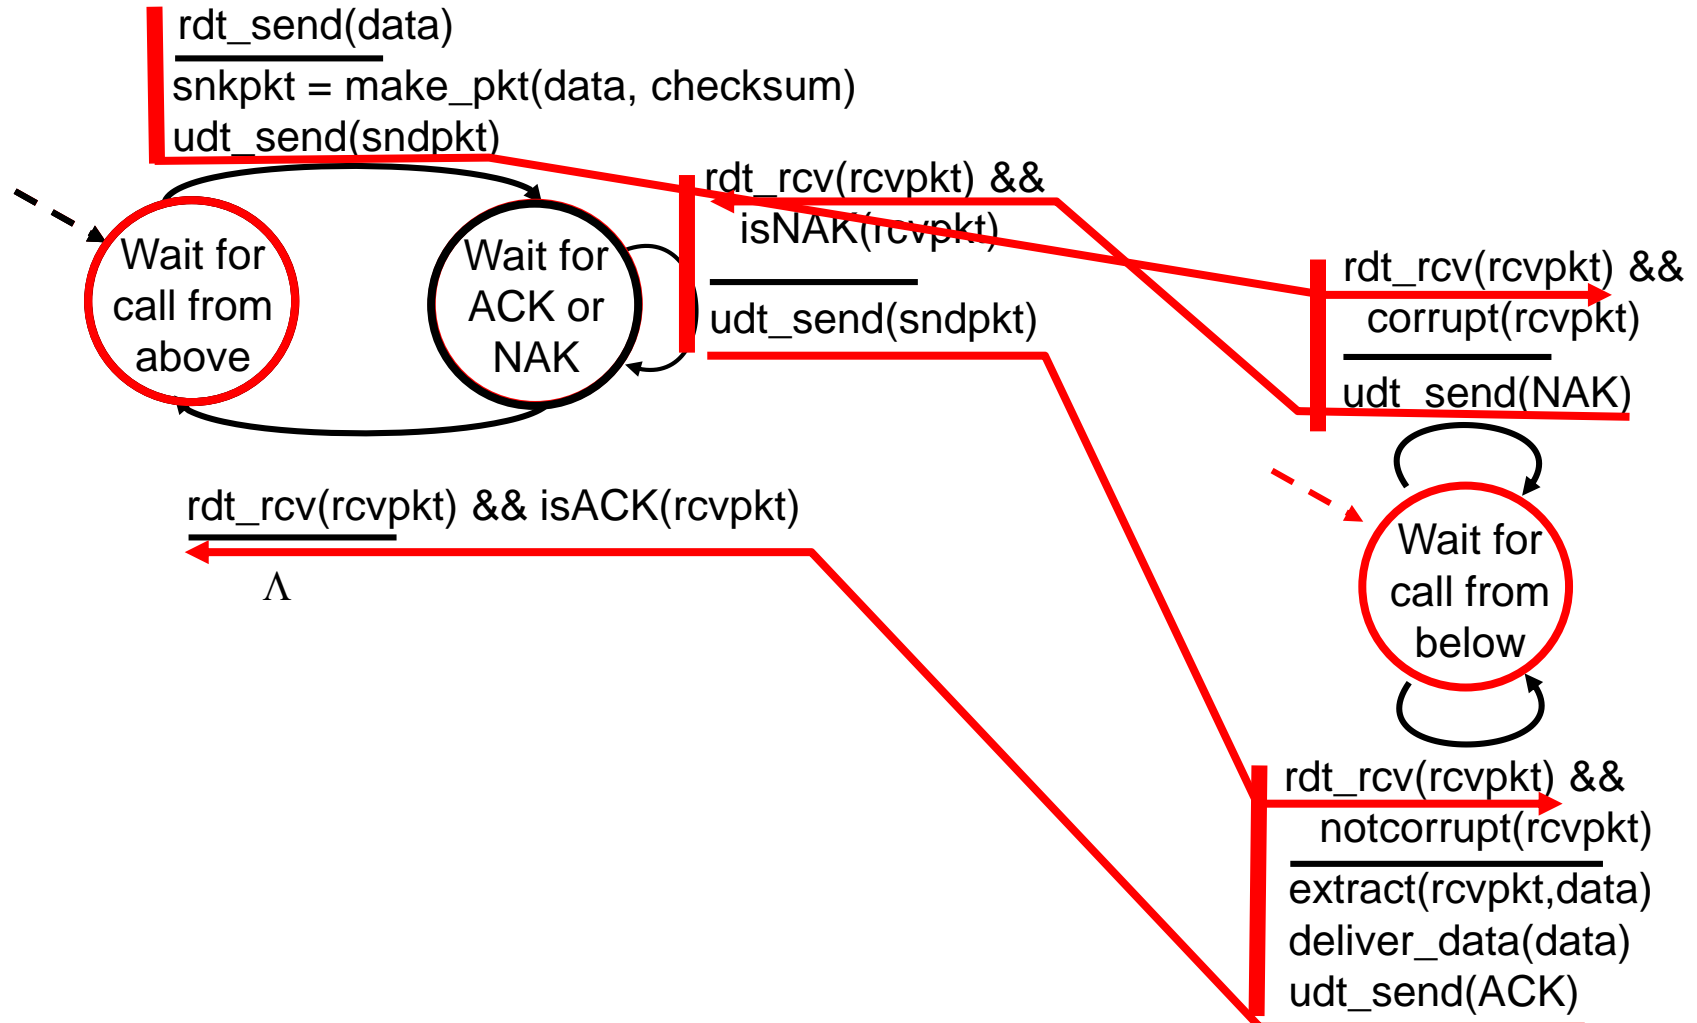 rdt_send(data)
snkpkt = make_pkt(data, checksum)
udt_send(sndpkt)
Wait for
call from
above
Wait for
ACK or
NAK
rdt_rcv(rcvpkt) &&
isNAK(rcvpkt)
udt_send(sndpkt)
rdt_rcv(rcvpkt) && isACK(rcvpkt)
Λ
rdt_rcv(rcvpkt) &&
corrupt(rcvpkt)
udt_send(NAK)
Wait for
call from
below
rdt_rcv(rcvpkt) &&
notcorrupt(rcvpkt)
extract(rcvpkt,data)
deliver_data(data)
udt_send(ACK)